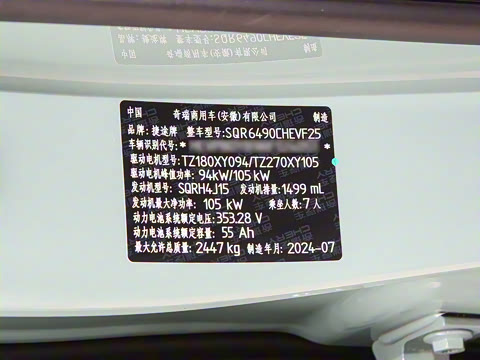 中国 奇瑞商用车(安徽)有限公司 制造
品牌:捷途牌 整车型号:SQR6490CHEVF25
车辆识别代号:*
驱动电机型号:TZ180XY094/TZ270XY105
驱动电机峰值功率: 94kW/105 kW
发动机型号: SQRH4J15 发动机排量:1499 mL
发动机最大净功率: 105 kW 乘坐人数:7 人
动力电池系统额定电压:353.28 V
动力电池系统额定容量: 55 Ah
最大允许总质量: 2447 kg 制造年月: 2024-07